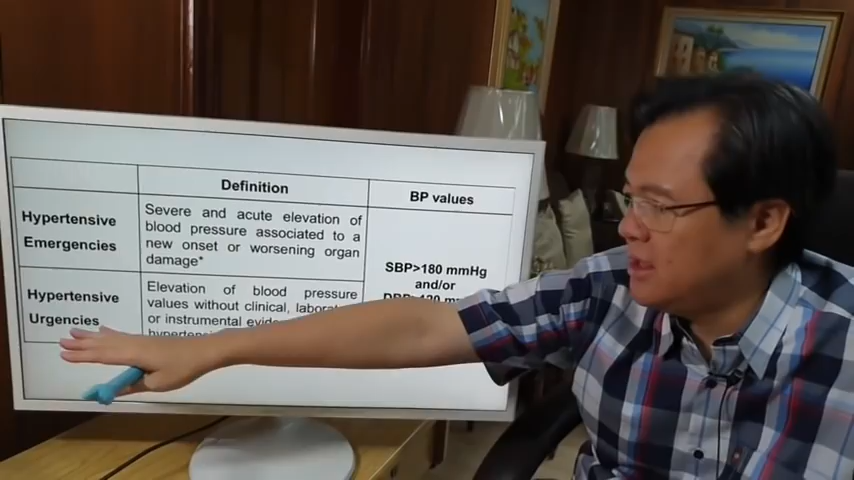 Definition
BP values
Hypertensive
Emergencies
Severe and acute elevation of
blood pressure associated to a
new onset or worsening organ
damage*
SBP>180 mmHg
and/or
Hypertensive
Urgencies
Elevation of blood pressure
values without clinical,
or instrumental